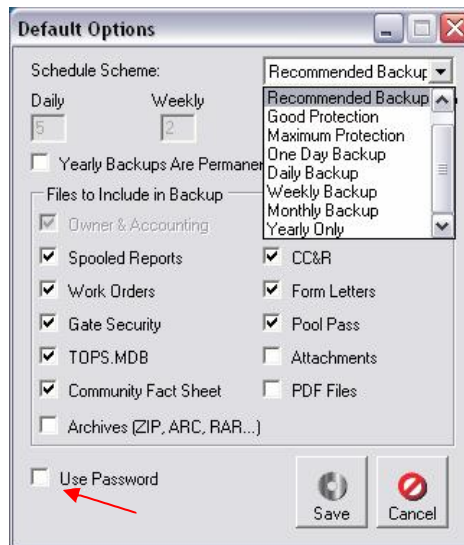 Default Options
Schedule Scheme:
Recommended Backup
Daily
Weekly
5
2
Recommended Backup
Good Protection
Maximum Protection
One Day Backup
Daily Backup
Weekly Backup
Monthly Backup
Yearly Only
Yearly Backups Are Permanen
Files to Include in Backup
Owner & Accounting
Spooled Reports
CC&R
Work Orders
Form Letters
Gate Security
Pool Pass
TOPS.MDB
Attachments
Community Fact Sheet
PDF Files
Archives (ZIP, ARC, RAR...)
Use Password
Save
Cancel